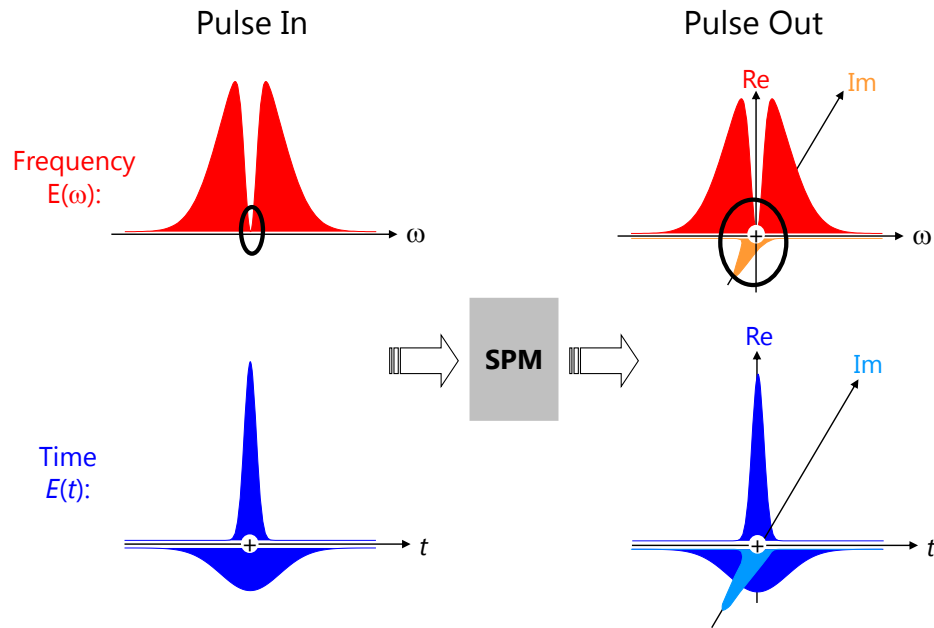 Pulse In
Pulse Out
Re
Im
Frequency
E(ω):
ω
ω
+
SPM
Re
Im
Time
E(t):
+
t
+
t